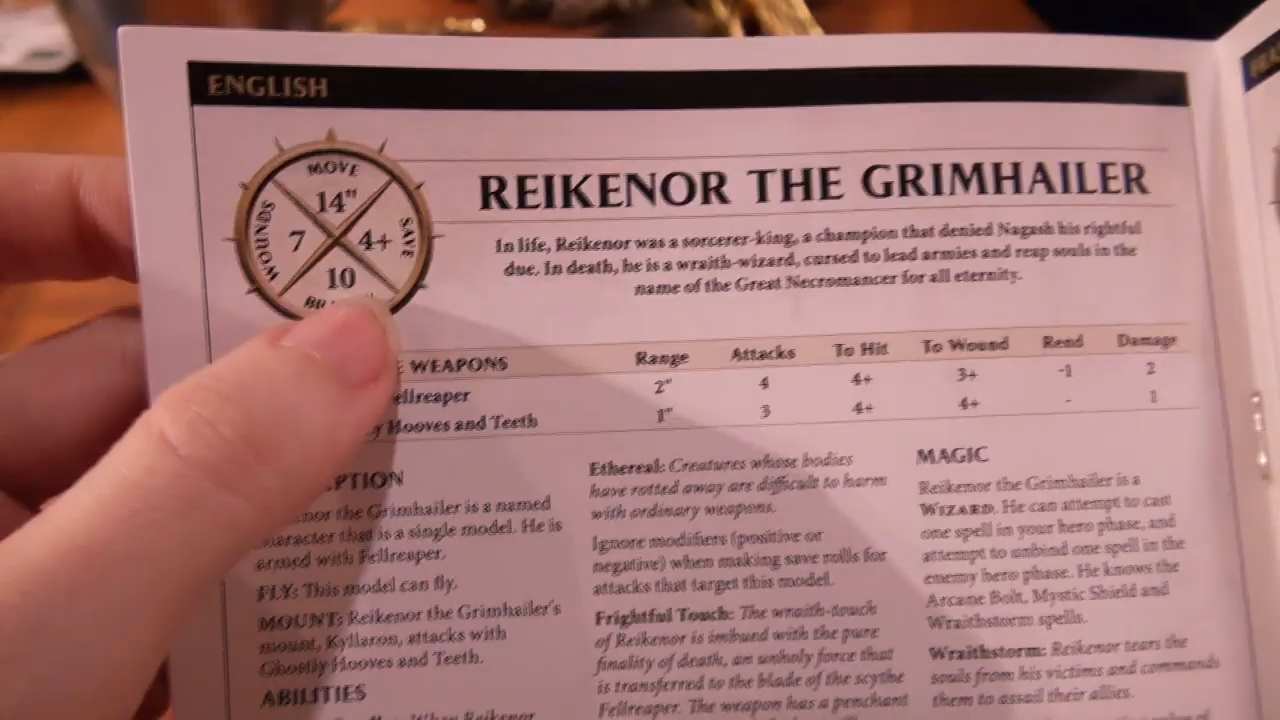 ENGLISH
MOVE
14"
WOUNDS
7
4+
SAVE
10
REIKENOR THE GRIMHAILER
In life, Reikenor was a sorcerer-king, a champion that denied Nagash his rightful
due. In death, he is a wraith-wizard, cursed to lead armies and reap souls in the
name of the Great Necromancer for all eternity.
WEAPONS Range Attacks To Hit To Wound Rend Damage
ellreaper 2" 4 4+ 3+ -1 2
y Hooves and Teeth 1" 3 4+ 4+ - 1
PTION
nor the Grimhailer is a named
character that is a single model. He is
armed with Fellreaper.
FLY: This model can fly.
MOUNT: Reikenor the Grimhailer's
mount, Kyllaron, attacks with
Ghostly Hooves and Teeth.
ABILITIES
When Reikenor
Ethereal: Creatures whose bodies
have rotted away are difficult to harm
with ordinary weapons.
Ignore modifiers (positive or
negative) when making save rolls for
attacks that target this model.
Frightful Touch: The wraith-touch
of Reikenor is imbued with the pure
finality of death, an unholy force that
is transferred to the blade of the scythe
Fellreaper. The weapon has a penchant
MAGIC
Reikenor the Grimhailer is a
WIZARD. He can attempt to cast
one spell in your hero phase, and
attempt to unbind one spell in the
enemy hero phase. He knows the
Arcane Bolt, Mystic Shield and
Wraithstorm spells.
Wraithstorm: Reikenor tears the
souls from his victims and commands
them to assail their allies.